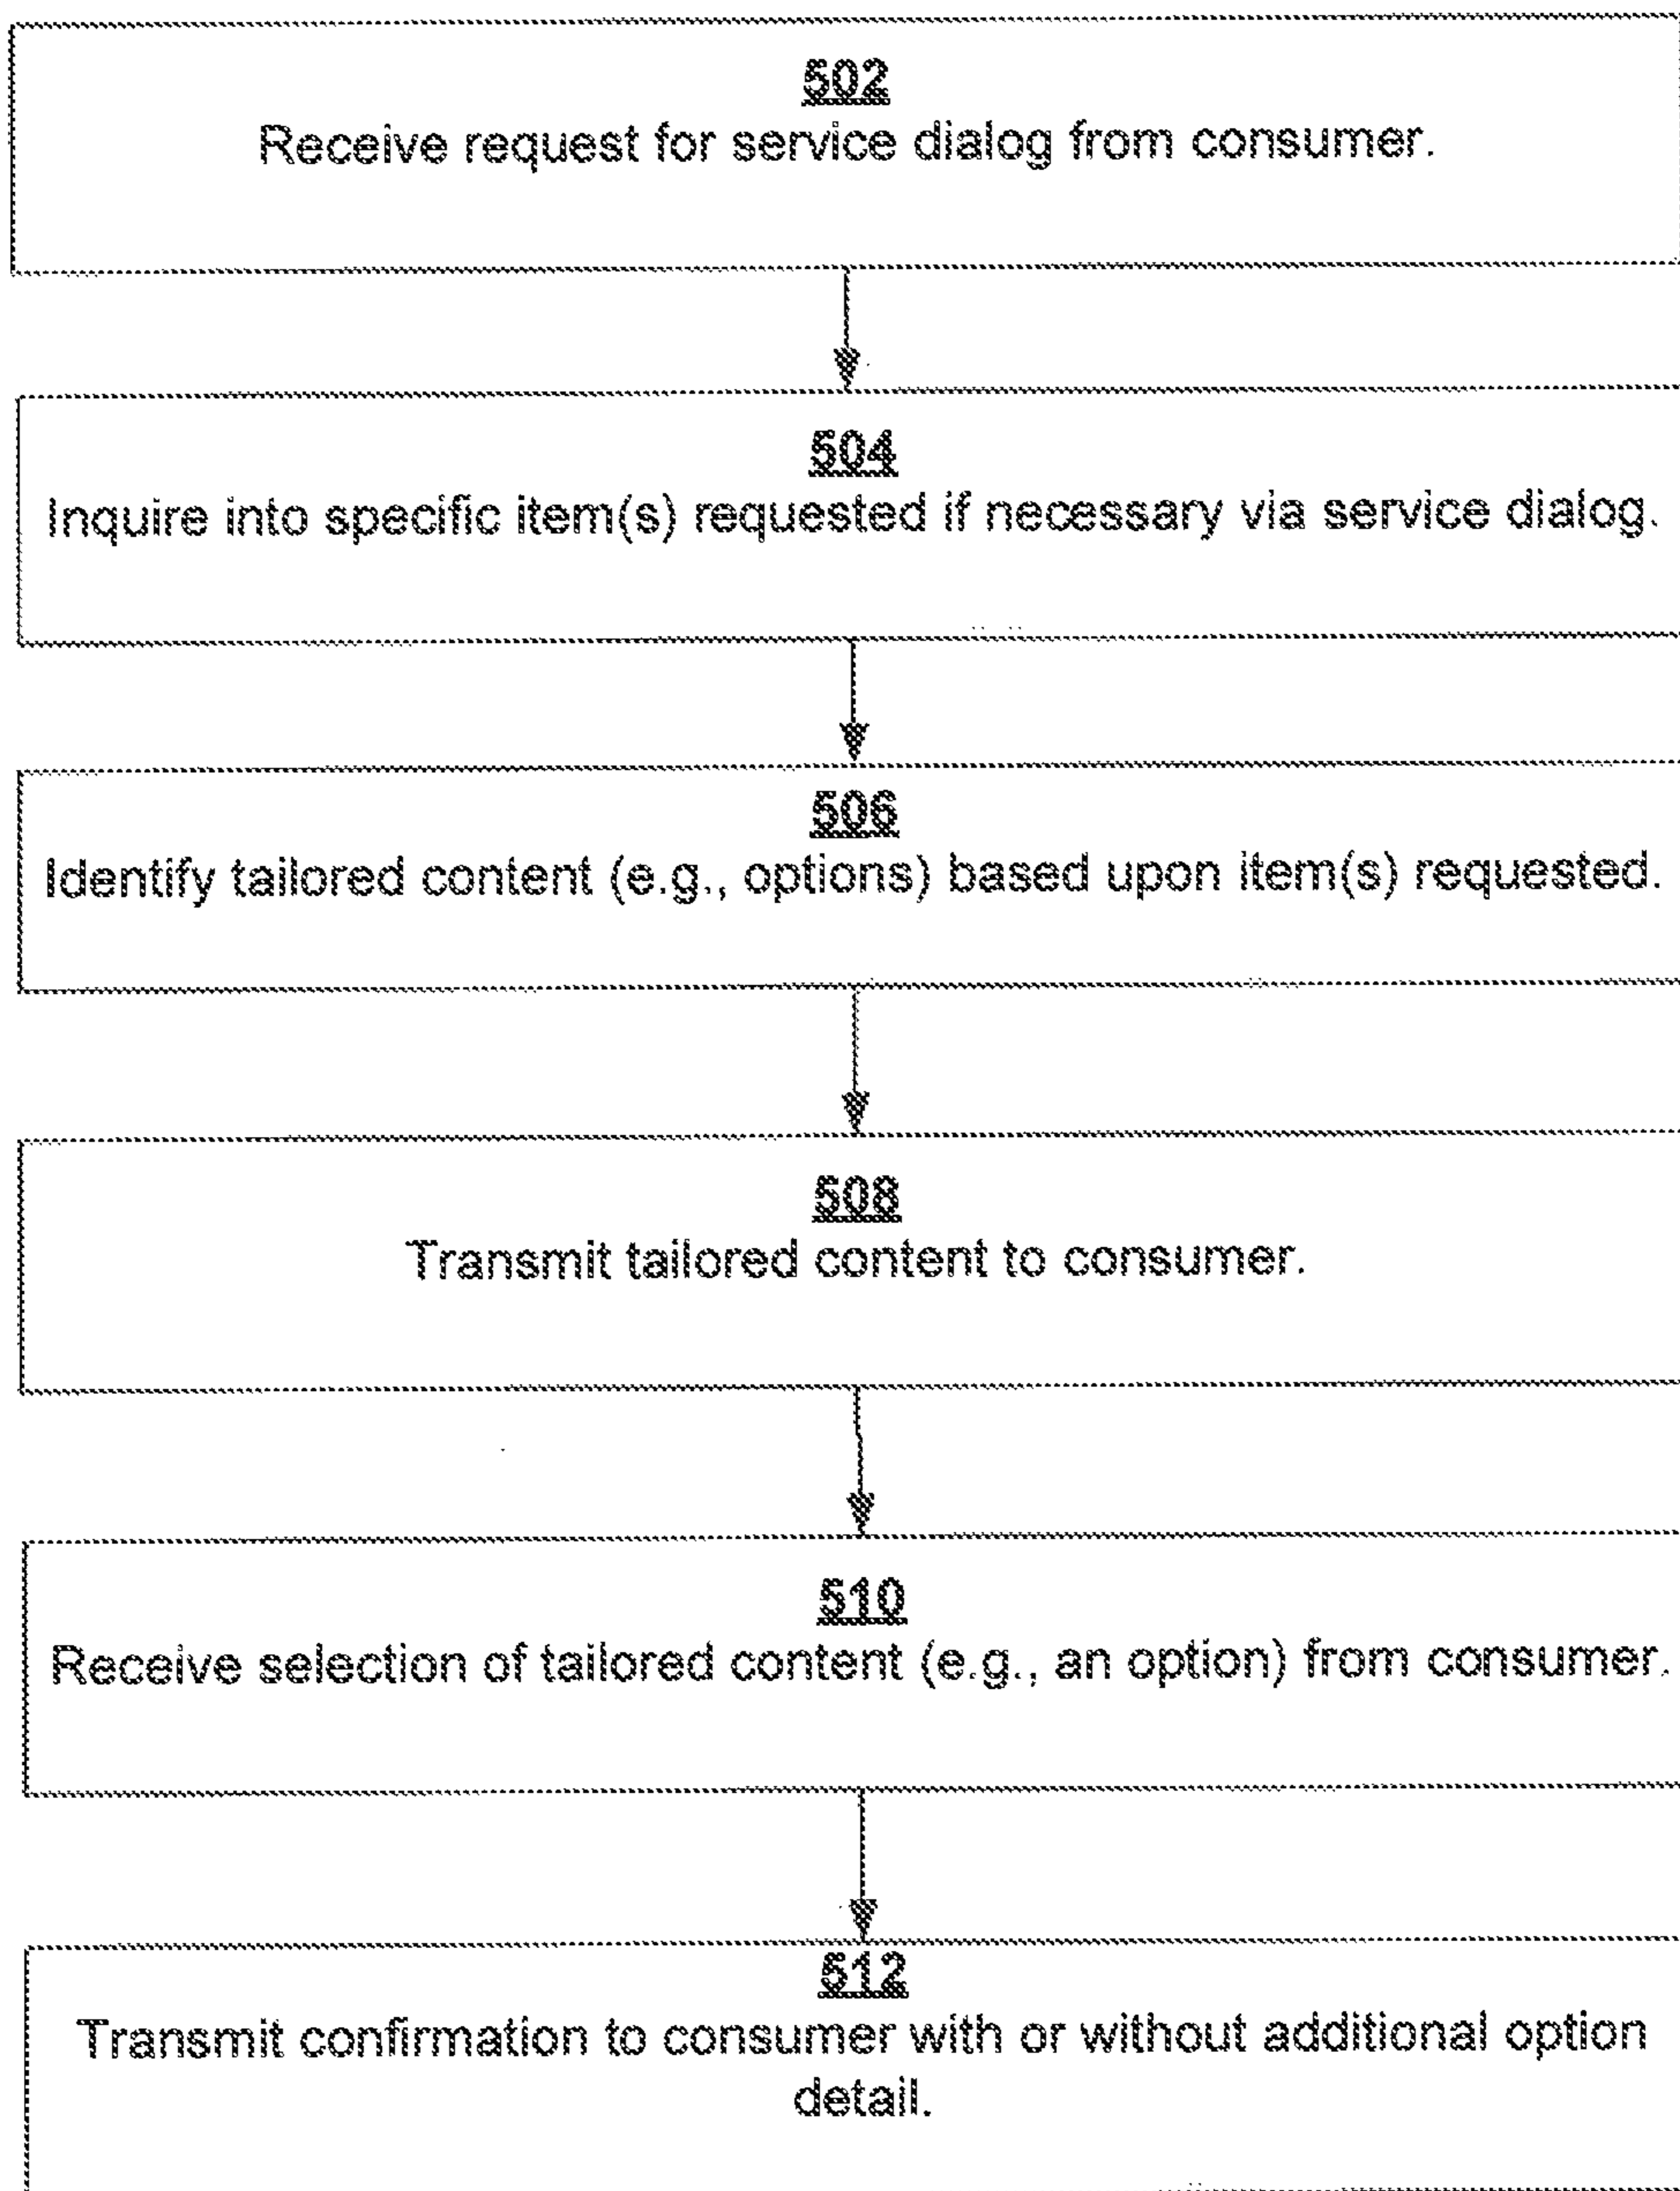 502
Receive request for service dialog from consumer.
504
Inquire into specific item(s) requested if necessary via service dialog.
506
Identify tailored content (e.g., options) based upon item(s) requested.
508
Transmit tailored content to consumer.
510
Receive selection of tailored content (e.g., an option) from consumer.
512
Transmit confirmation to consumer with or without additional option
detail.